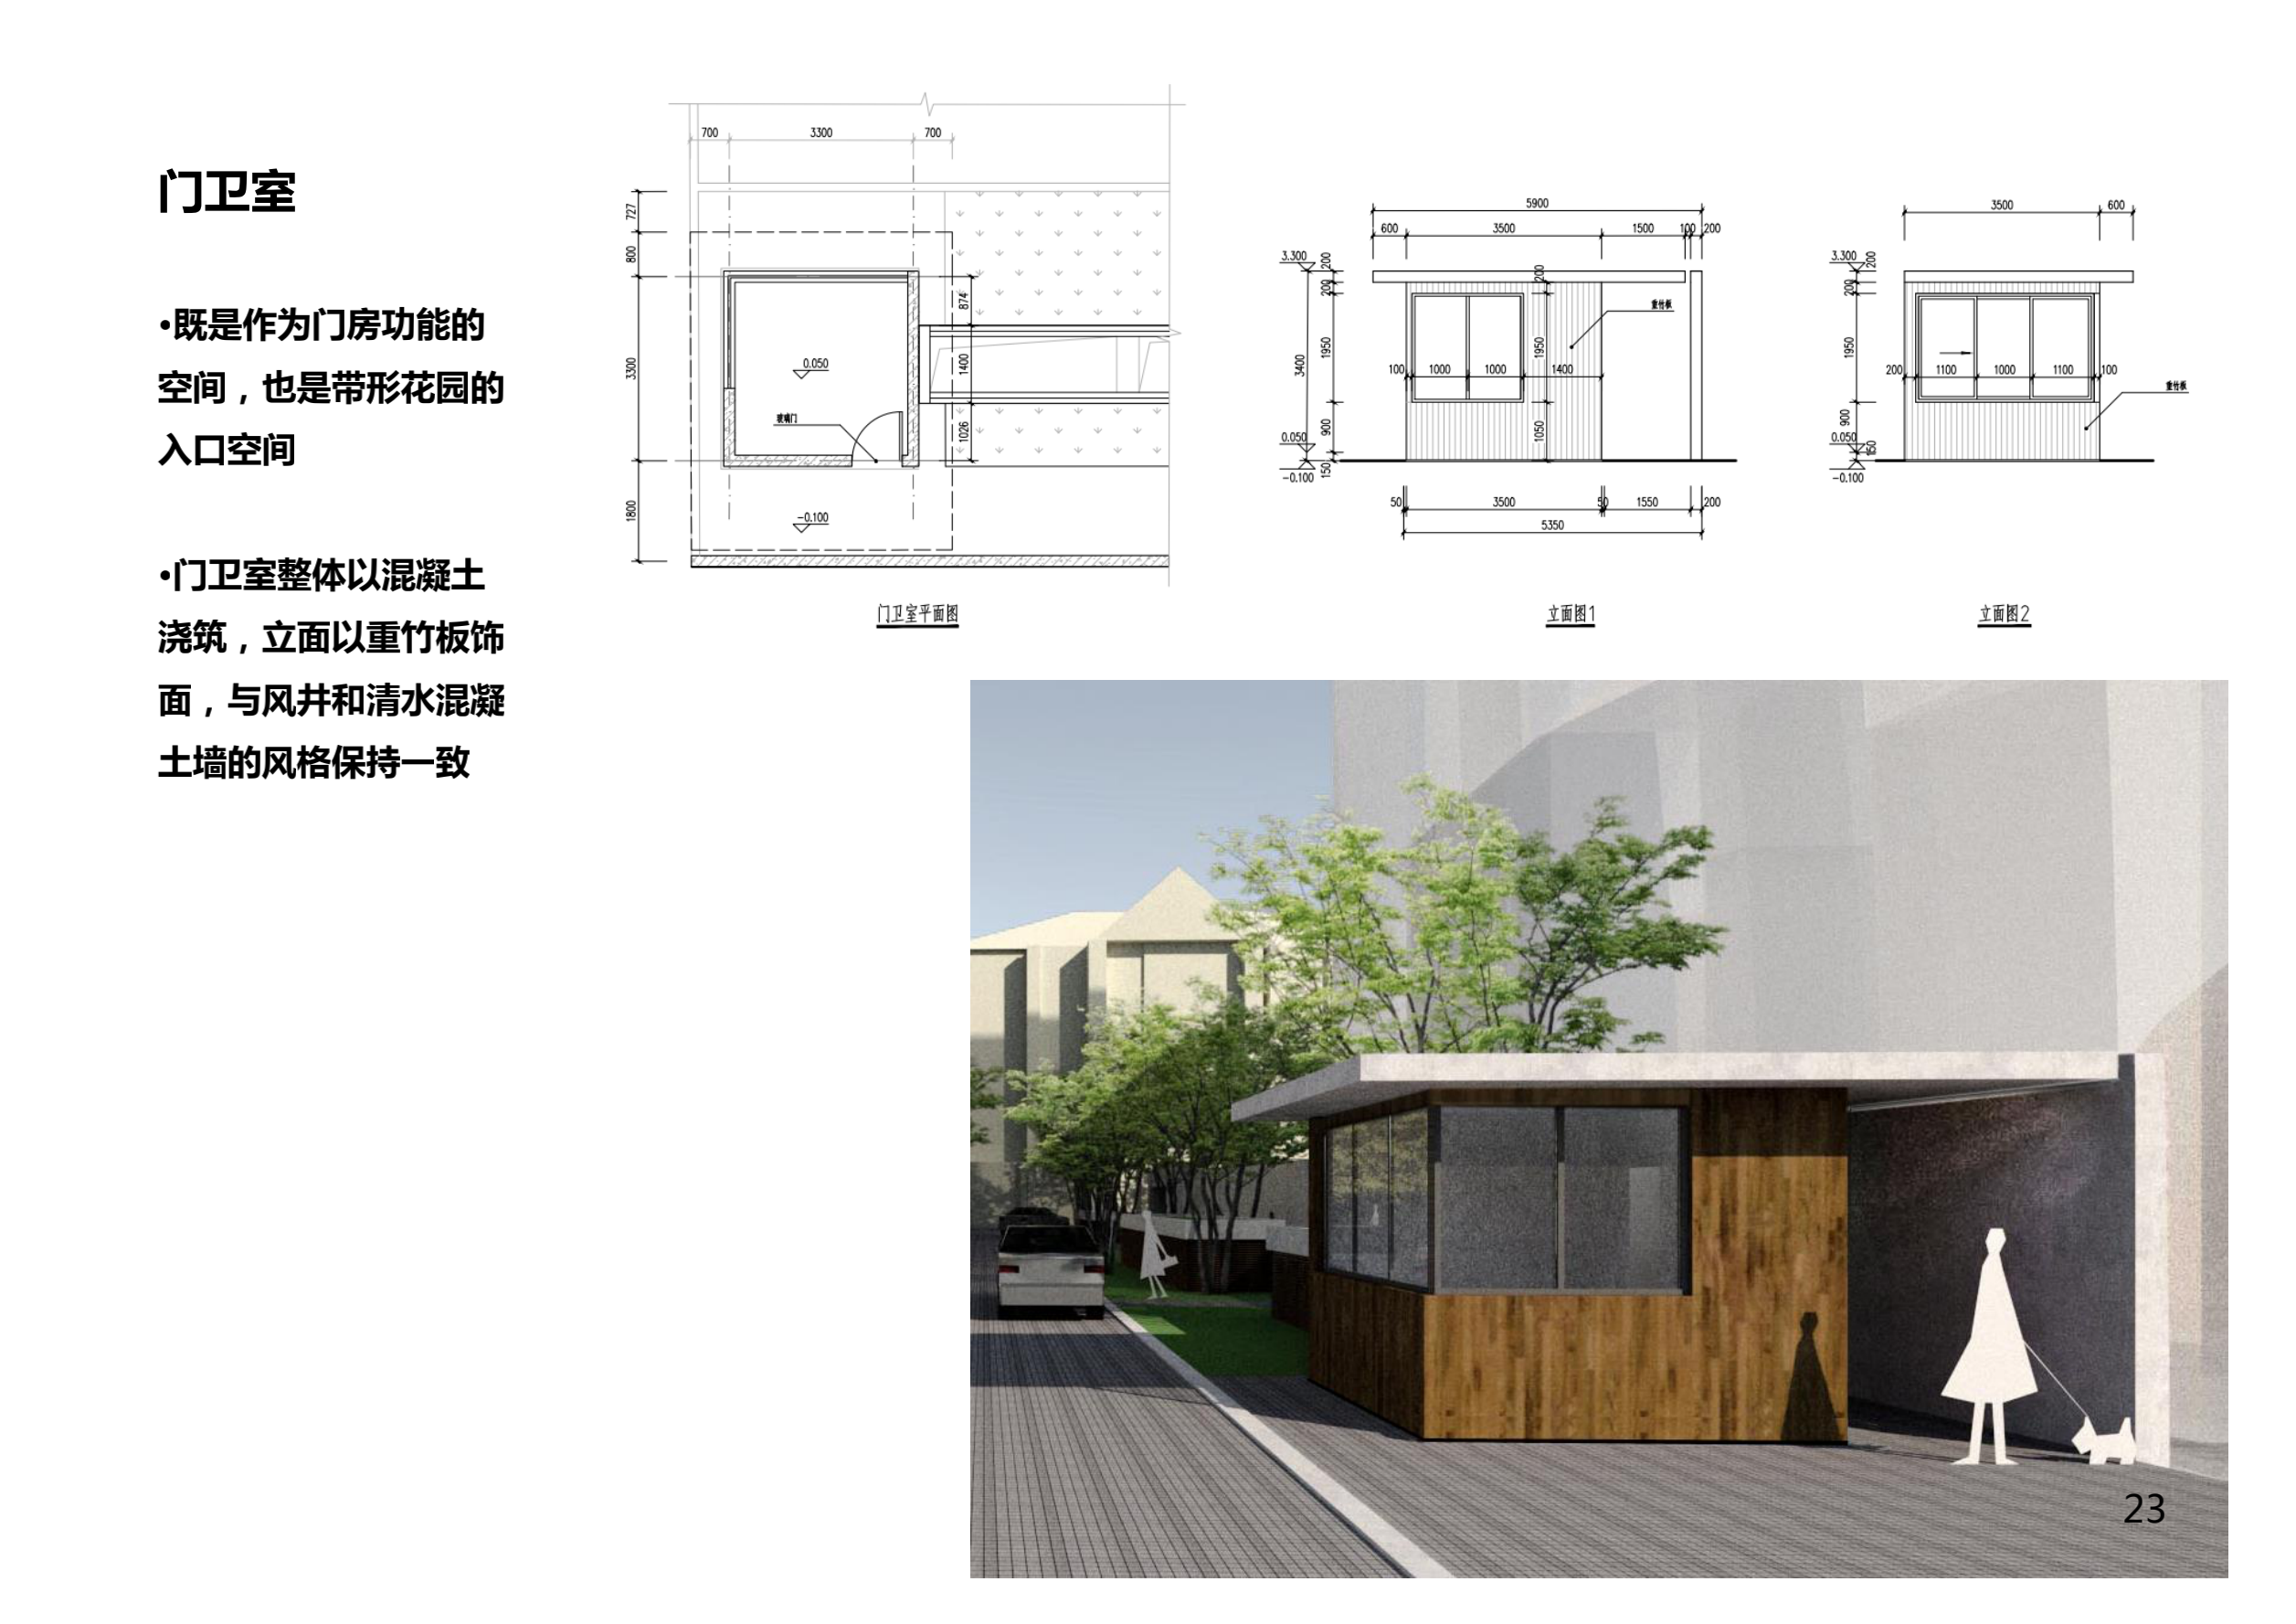 门卫室
•既是作为门房功能的
空间，也是带形花园的
入口空间
•门卫室整体以混凝土
浇筑，立面以重竹板饰
面，与风井和清水混凝
土墙的风格保持一致
700 3300 700
727
800
3300
1800
874
1400
1026
0.050
玻璃门
-0.100
门卫室平面图
5900
600 3500 1500 100 200
3.300
200
200
200
重竹板
3400
1950
1950
100 1000 1000 1400
900
1050
0.050
-0.100
150
50 3500 50 1550 200
5350
立面图1
3500 600
3.300
200
200
1950
200 1100 1000 1100 100
重竹板
900
0.050
150
-0.100
立面图2
23